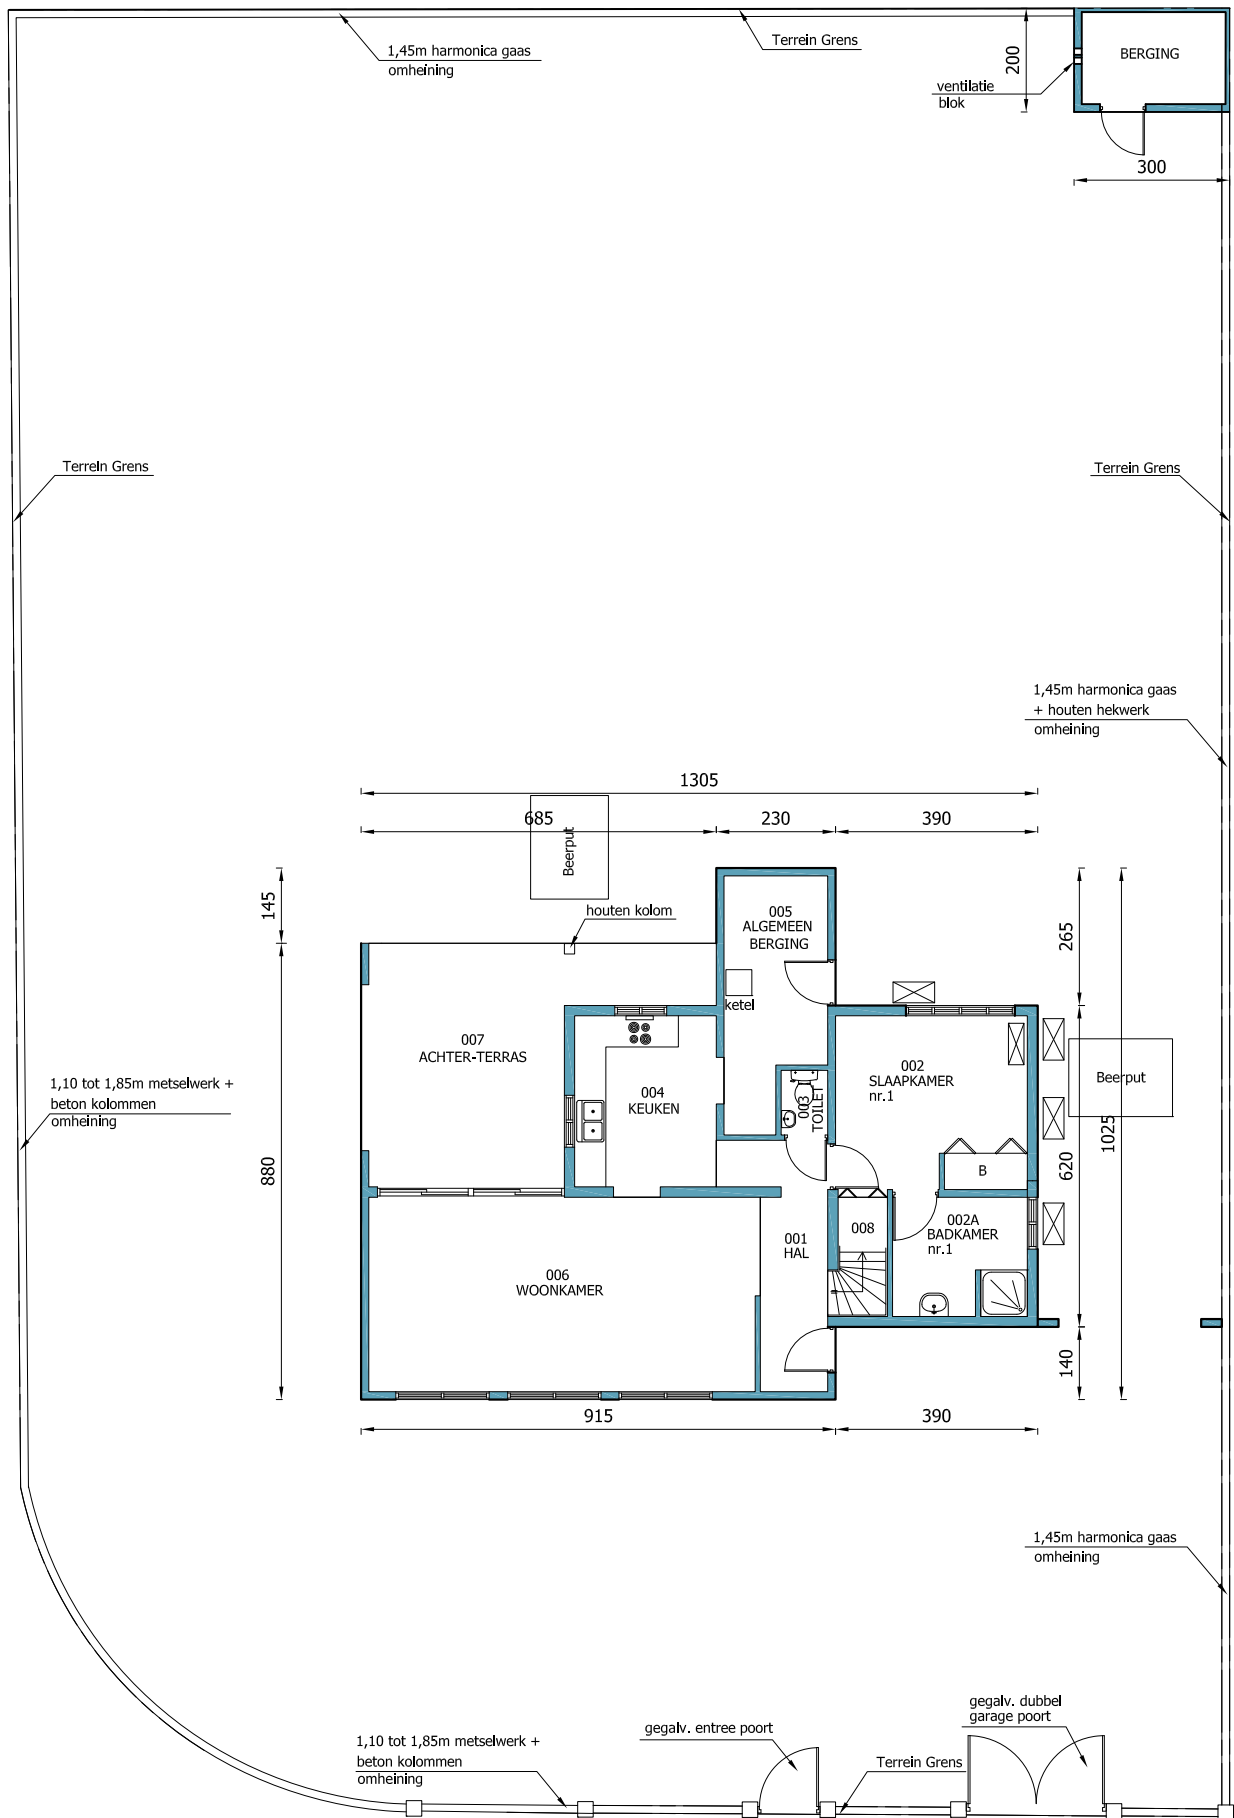 1,45m harmonica gaas
omheining
Terrein Grens
200
BERGING
ventilatie
blok
300
Terrein Grens
Terrein Grens
1,45m harmonica gaas
+ houten hekwerk
omheining
1305
685
230
390
Beerput
145
houten kolom
005
ALGEMEEN
BERGING
265
ketel
007
ACHTER-TERRAS
004
KEUKEN
003
TOILET
002
SLAAPKAMER
nr.1
Beerput
1025
1,10 tot 1,85m metselwerk +
beton kolommen
omheining
880
620
B
008
002A
BADKAMER
nr.1
001
HAL
006
WOONKAMER
140
915
390
1,45m harmonica gaas
omheining
1,10 tot 1,85m metselwerk +
beton kolommen
omheining
gegalv. entree poort
Terrein Grens
gegalv. dubbel
garage poort